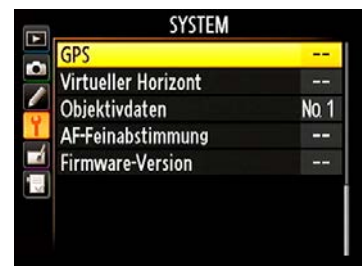 SYSTEM
GPS --
Virtueller Horizont --
Objektivdaten No. 1
AF-Feinabstimmung --
Firmware-Version --